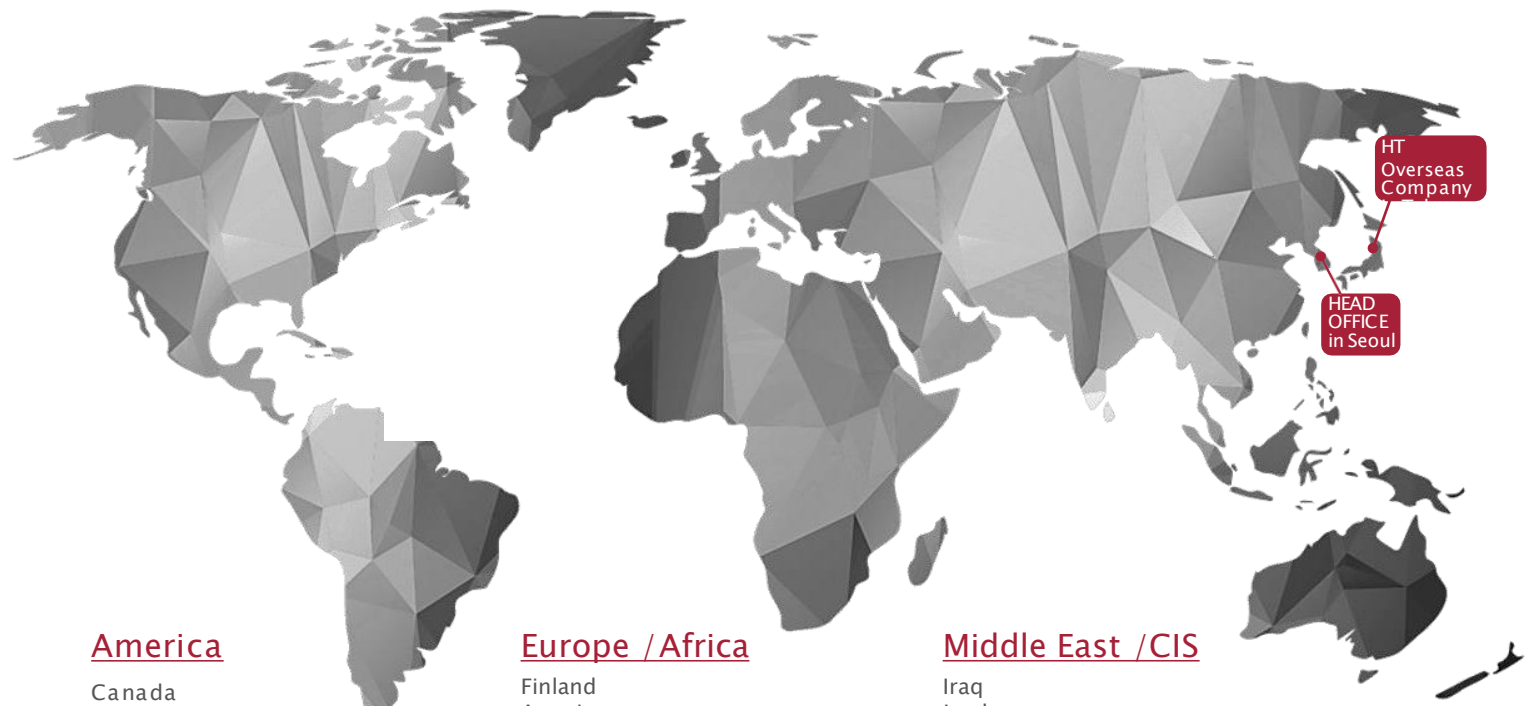 HT
Overseas
Company
HEAD
OFFICE
in Seoul
America
Europe / Africa
Middle East /CIS
Canada
Finland
Iraq